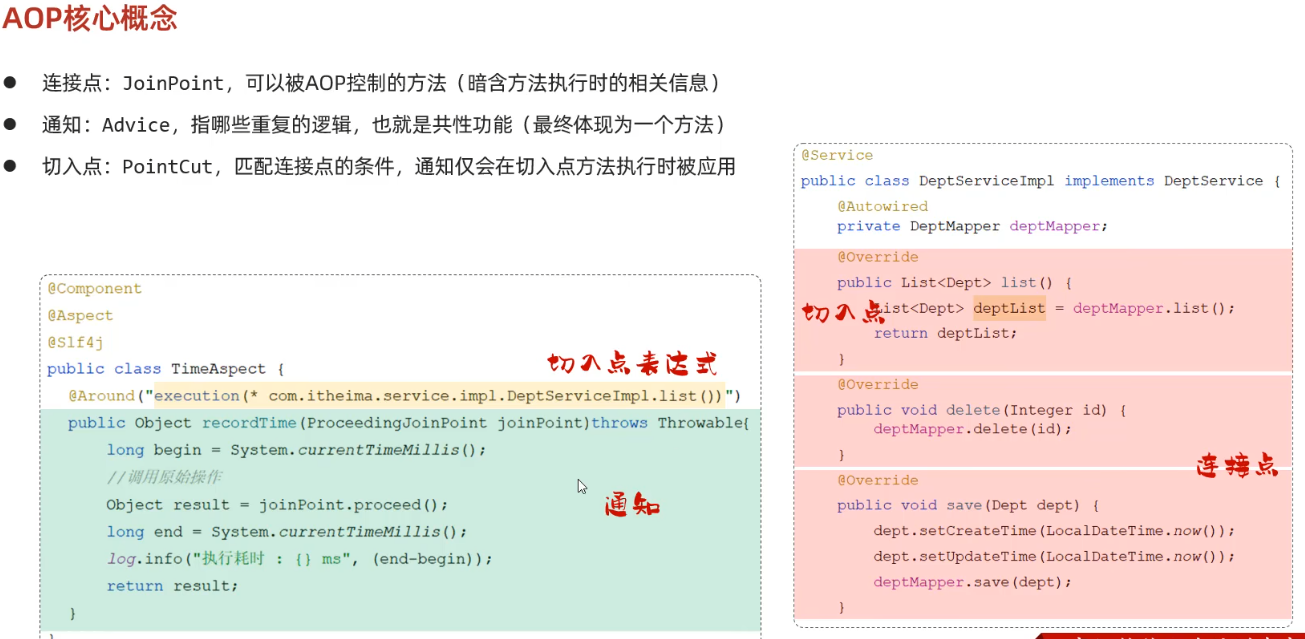 AOP核心概念
● 连接点：JoinPoint，可以被AOP控制的方法（暗含方法执行时的相关信息）
● 通知：Advice，指哪些重复的逻辑，也就是共性功能（最终体现为一个方法）
● 切入点：PointCut，匹配连接点的条件，通知仅会在切入点方法执行时被应用
@Component
@Aspect
@Slf4j
public class TimeAspect {
切入点表达式
@Around("execution(* com.itheima.service.impl.DeptServiceImpl.list())")
public Object recordTime(ProceedingJoinPoint joinPoint)throws Throwable{
long begin = System.currentTimeMillis();
//调用原始操作
Object result = joinPoint.proceed();
通知
long end = System.currentTimeMillis();
log.info("执行耗时 : {} ms", (end-begin));
return result;
}
@Service
public class DeptServiceImpl implements DeptService {
@Autowired
private DeptMapper deptMapper;
@Override
public List<Dept> list() {
切入点
List<Dept> deptList = deptMapper.list();
return deptList;
}
@Override
public void delete(Integer id) {
deptMapper.delete(id);
}
连接点
@Override
public void save(Dept dept) {
dept.setCreateTime(LocalDateTime.now());
dept.setUpdateTime(LocalDateTime.now());
deptMapper.save(dept);
}